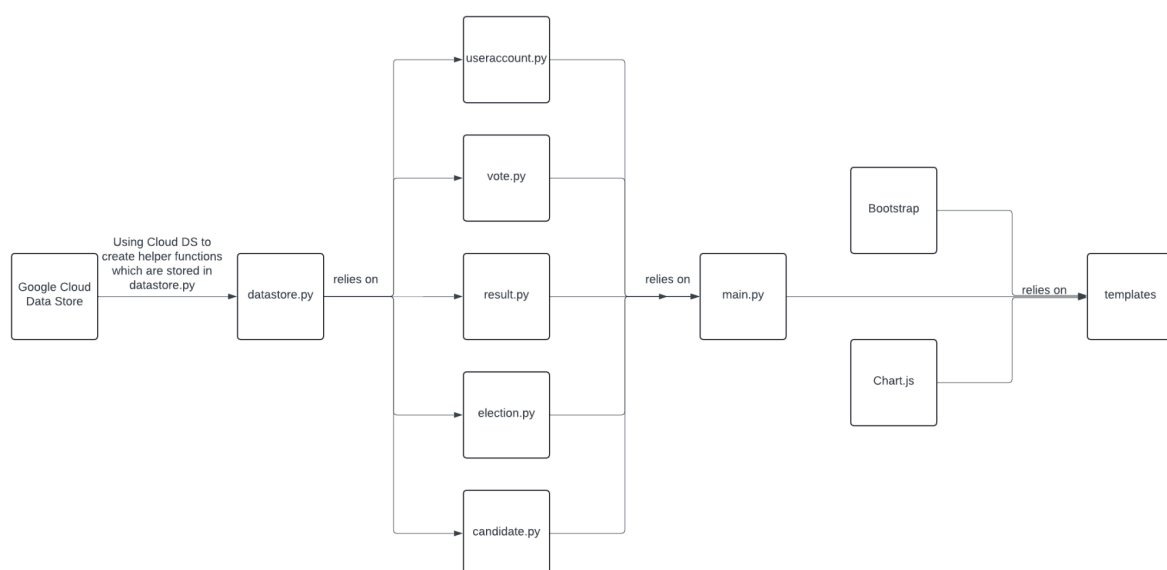 useraccount.py
vote.py
Bootstrap
Using Cloud DS to
create helper functions
which are stored in
datastore.py
Google Cloud
Data Store
datastore.py
relies on
result.py
relies on
main.py
relies on
templates
Chart.js
election.py
candidate.py